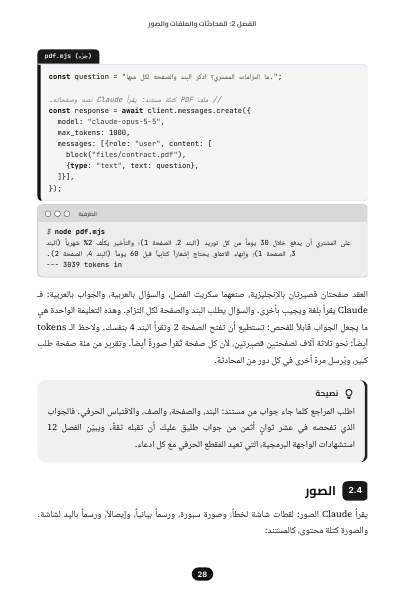 الفصل 2: المحادثات والملفات والصور
pdf.mjs (جزء)
const question = "ما التزامات المشتري؟ اذكر البند والصفحة لكل منها.";
// ملف PDF كتلة مستند: يقرأ Claude نصه وصفحاته.
const response = await client.messages.create({
model: "claude-opus-5-5",
max_tokens: 1000,
messages: [{role: "user", content: [
block("files/contract.pdf"),
{type: "text", text: question},
]}],
});
الطرفية
$ node pdf.mjs
على المشتري أن يدفع خلال 30 يوماً من كل توريد (البند 2, الصفحة 1)؛ والتأخير يكلّف 2% شهرياً (البند
3, الصفحة 1)؛ وإنهاء الاتفاق يحتاج إشعاراً كتابياً قبل 60 يوماً (البند 4, الصفحة 2).
--- 3039 tokens in
العقد صفحتان قصيرتان بالإنجليزية، صنعهما سكربت الفصل، والسؤال بالعربية، والجواب بالعربية: فـ
Claude يقرأ بلغة ويجيب بأخرى. والسؤال يطلب البند والصفحة لكل التزام. وهذه التعليمة الواحدة هي
ما يجعل الجواب قابلاً للفحص: تستطيع أن تفتح الصفحة 2 وتقرأ البند 4 بنفسك. ولاحظ الـ tokens
أيضاً: نحو ثلاثة آلاف لصفحتين قصيرتين، لأن كل صفحة تُقرأ صورةً أيضاً. وتقرير من مئة صفحة طلب
كبير، ويُرسل مرة أخرى في كل دور من المحادثة.
نصيحة
اطلب المراجع كلما جاء جواب من مستند: البند، والصفحة، والصف، والاقتباس الحرفي. فالجواب
الذي تفحصه في عشر ثوانٍ أثمن من جواب طليق عليك أن تقبله ثقةً. ويبيّن الفصل 12
استشهادات الواجهة البرمجية، التي تعيد المقطع الحرفي مع كل ادعاء.
2.4 الصور
يقرأ Claude الصور: لقطات شاشة لخطأ، وصورة سبورة، ورسماً بيانياً، وإيصالاً، ورسماً باليد لشاشة.
والصورة كتلة محتوى، كالمستند:
28